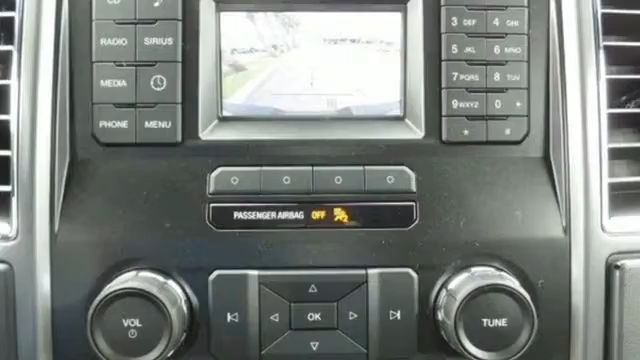 CD
RADIO SIRIUS
MEDIA
PHONE MENU
3 DEF 4 GHI
5 JKL 6 MNO
7 PQRS 8 TUV
9 WXYZ 0 +
* #
PASSENGER AIRBAG OFF
VOL
OK
TUNE